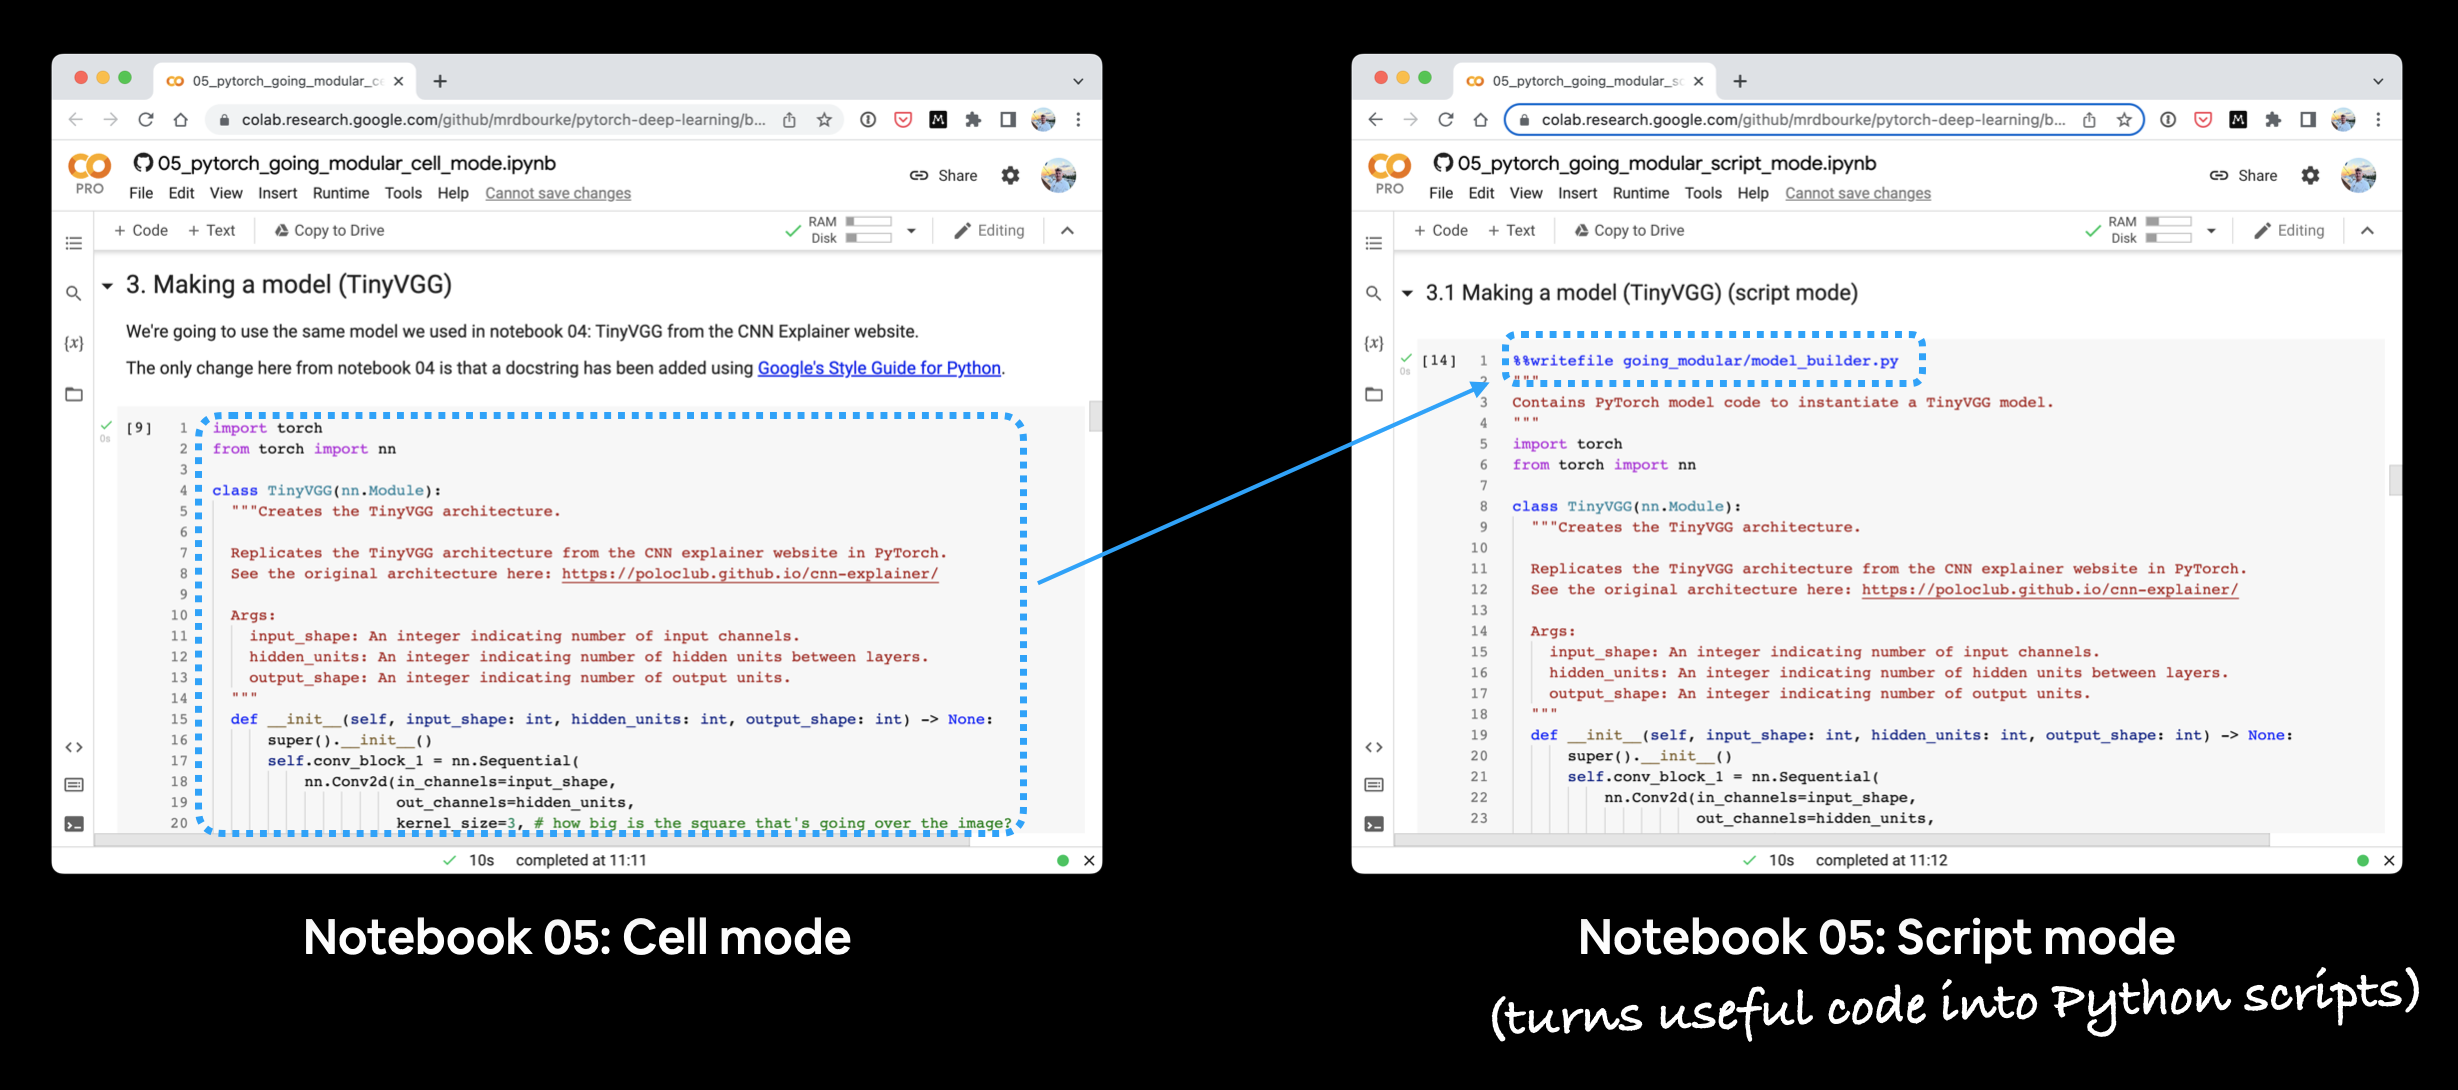 05_pytorch_going_modular_ce
colab.research.google.com/github/mrdbourke/pytorch-deep-learning/b...
PRO
05_pytorch_going_modular_cell_mode.ipynb
File Edit View Insert Runtime Tools Help Cannot save changes
Share
+ Code + Text Copy to Drive
RAM
Disk
Editing
3. Making a model (TinyVGG)
We're going to use the same model we used in notebook 04: TinyVGG from the CNN Explainer website.
The only change here from notebook 04 is that a docstring has been added using Google's Style Guide for Python.
0s
[9]
1 import torch
2 from torch import nn
3
4 class TinyVGG(nn.Module):
5 """Creates the TinyVGG architecture.
6
7 Replicates the TinyVGG architecture from the CNN explainer website in PyTorch.
8 See the original architecture here: https://poloclub.github.io/cnn-explainer/
9
10 Args:
11 input_shape: An integer indicating number of input channels.
12 hidden_units: An integer indicating number of hidden units between layers.
13 output_shape: An integer indicating number of output units.
14 """
15 def __init__(self, input_shape: int, hidden_units: int, output_shape: int) -> None:
16 super().__init__()
17 self.conv_block_1 = nn.Sequential(
18 nn.Conv2d(in_channels=input_shape,
19 out_channels=hidden_units,
20 kernel_size=3, # how big is the square that's going over the image?
10s completed at 11:11
Notebook 05: Cell mode
05_pytorch_going_modular_sc
colab.research.google.com/github/mrdbourke/pytorch-deep-learning/b...
PRO
05_pytorch_going_modular_script_mode.ipynb
File Edit View Insert Runtime Tools Help Cannot save changes
Share
+ Code + Text Copy to Drive
RAM
Disk
Editing
3.1 Making a model (TinyVGG) (script mode)
0s
[14]
1 %%writefile going_modular/model_builder.py
2 """
3 Contains PyTorch model code to instantiate a TinyVGG model.
4 """
5 import torch
6 from torch import nn
7
8 class TinyVGG(nn.Module):
9 """Creates the TinyVGG architecture.
10
11 Replicates the TinyVGG architecture from the CNN explainer website in PyTorch.
12 See the original architecture here: https://poloclub.github.io/cnn-explainer/
13
14 Args:
15 input_shape: An integer indicating number of input channels.
16 hidden_units: An integer indicating number of hidden units between layers.
17 output_shape: An integer indicating number of output units.
18 """
19 def __init__(self, input_shape: int, hidden_units: int, output_shape: int) -> None:
20 super().__init__()
21 self.conv_block_1 = nn.Sequential(
22 nn.Conv2d(in_channels=input_shape,
23 out_channels=hidden_units,
10s completed at 11:12
Notebook 05: Script mode
(turns useful code into Python scripts)